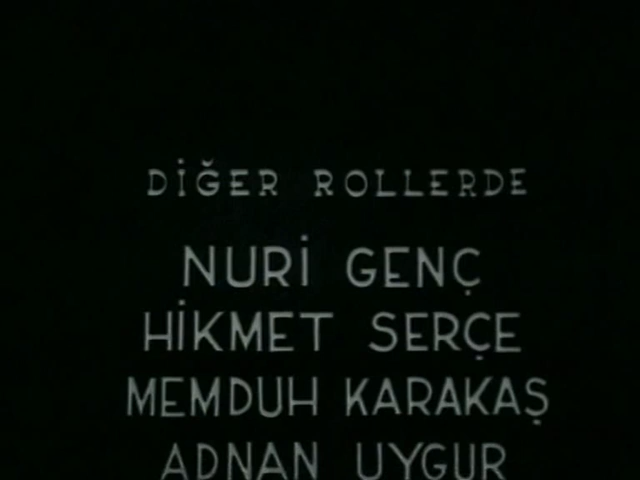 DİĞER ROLLERDE
NURİ GENÇ
HİKMET SERÇE
MEMDUH KARAKAŞ
ADNAN UYGUR